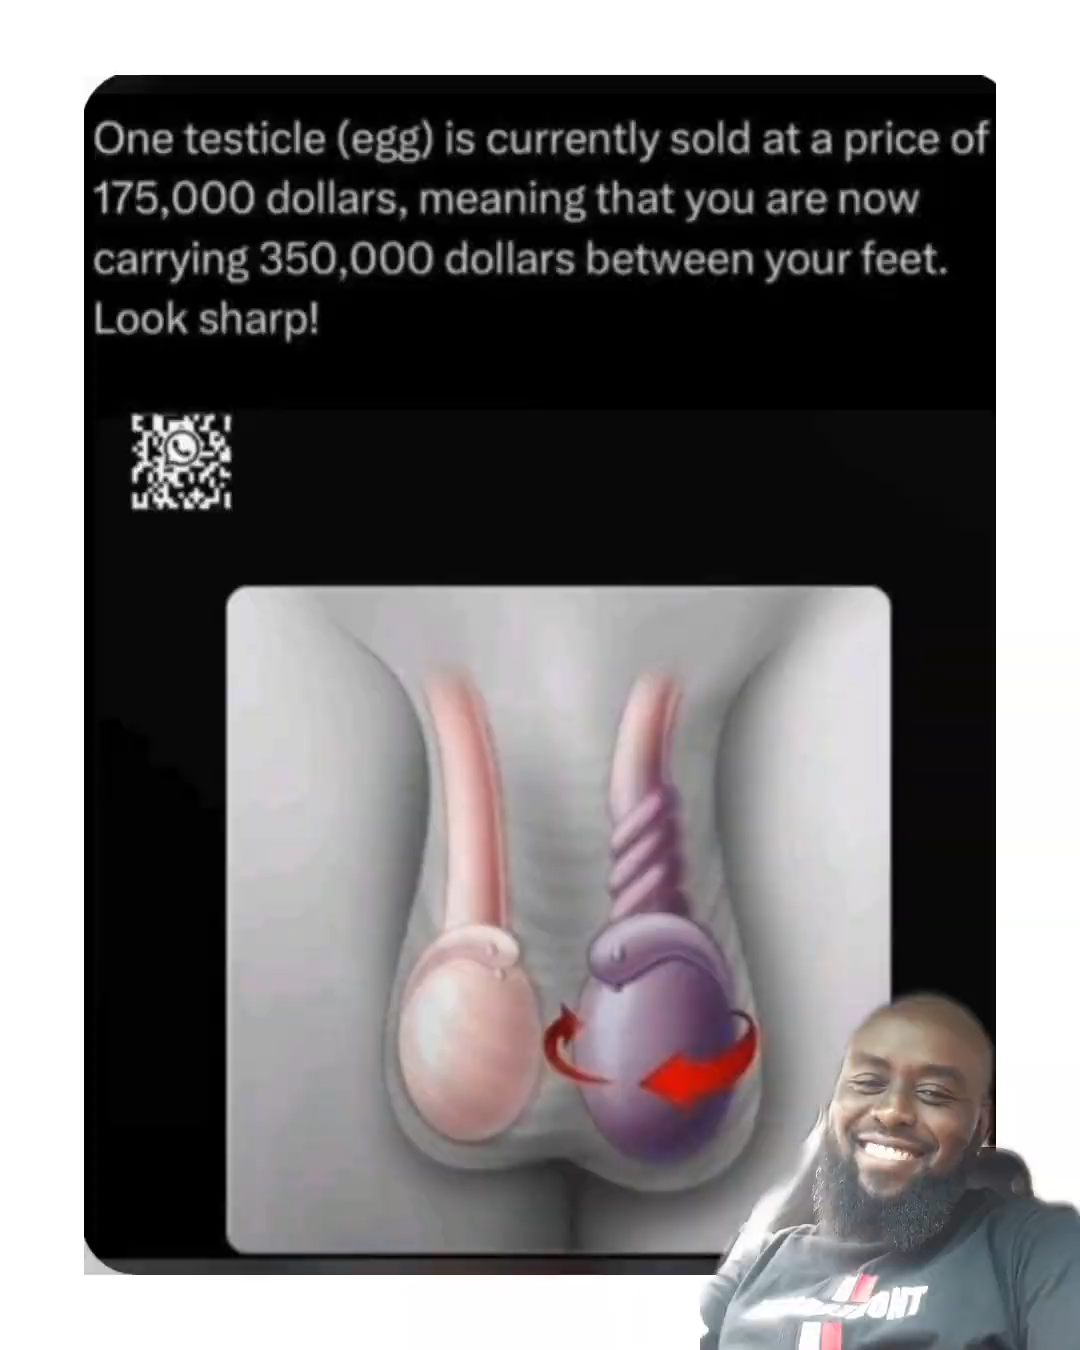 One testicle (egg) is currently sold at a price of
175,000 dollars, meaning that you are now
carrying 350,000 dollars between your feet.
Look sharp!